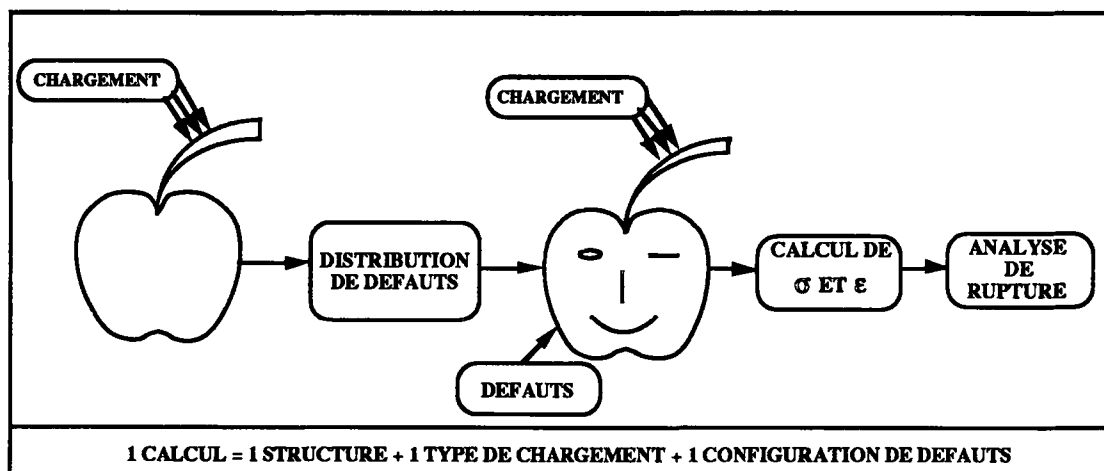 CHARGEMENT
CHARGEMENT
DISTRIBUTION
DE DEFAUTS
CALCUL DE
σ ET ε
ANALYSE
DE
RUPTURE
DEFAUTS
1 CALCUL = 1 STRUCTURE + 1 TYPE DE CHARGEMENT + 1 CONFIGURATION DE DEFAUTS